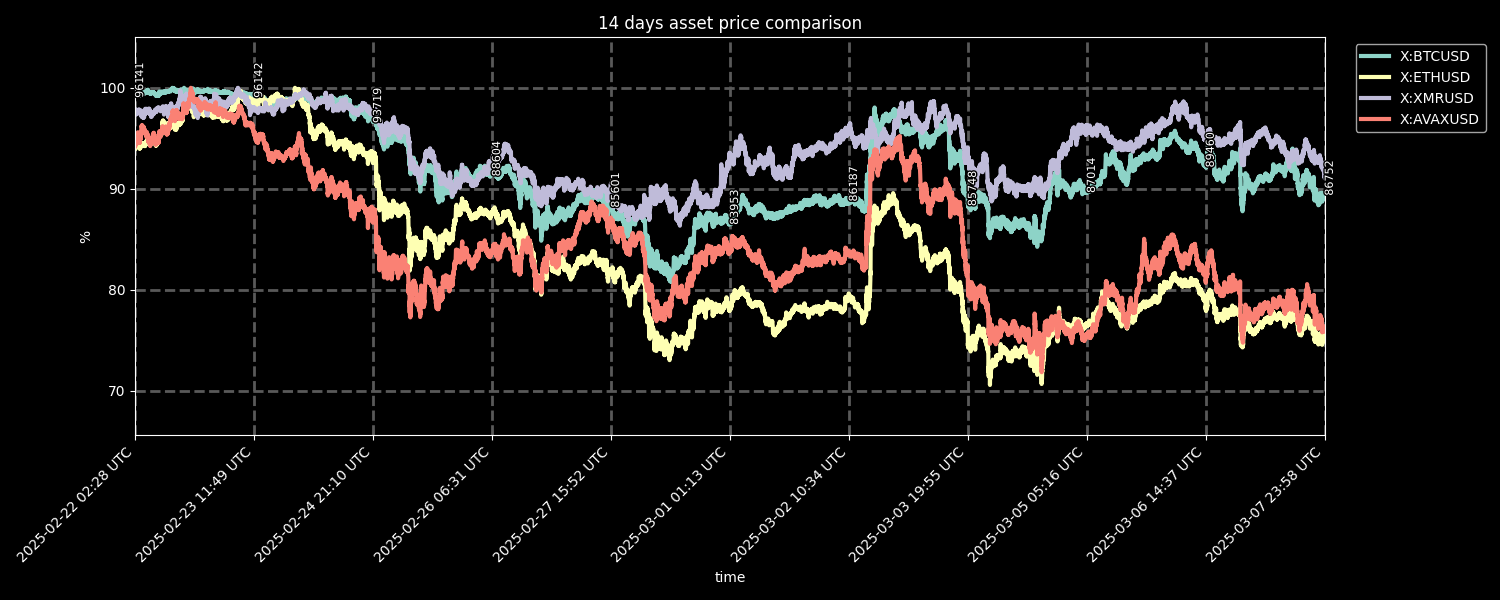 14 days asset price comparison
X:BTCUSD
X:ETHUSD
X:XMRUSD
X:AVAXUSD
100
90
80
70
%
96141
96142
93719
88604
85601
83953
86187
85748
87014
89460
86752
2025-02-22 02:28 UTC
2025-02-23 11:49 UTC
2025-02-24 21:10 UTC
2025-02-26 06:31 UTC
2025-02-27 15:52 UTC
2025-03-01 01:13 UTC
2025-03-02 10:34 UTC
2025-03-03 19:55 UTC
2025-03-05 05:16 UTC
2025-03-06 14:37 UTC
2025-03-07 23:58 UTC
time